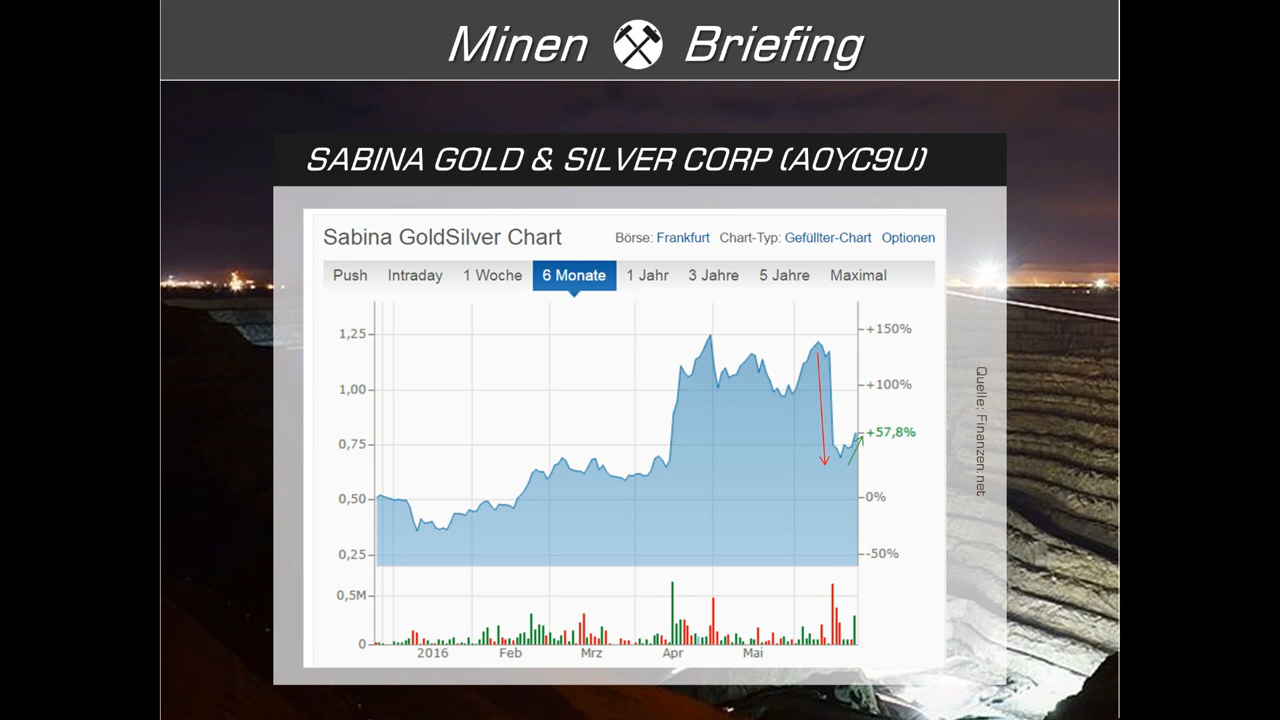 Minen Briefing
SABINA GOLD & SILVER CORP (A0YC9U)
Sabina GoldSilver Chart
Börse: Frankfurt Chart-Typ: Gefüllter-Chart Optionen
Push Intraday 1 Woche 6 Monate 1 Jahr 3 Jahre 5 Jahre Maximal
1,25
1,00
0,75
0,50
0,25
+150%
+100%
+57,8%
0%
-50%
0,5M
0
2016 Feb Mrz Apr Mai
Quelle: Finanzen.net